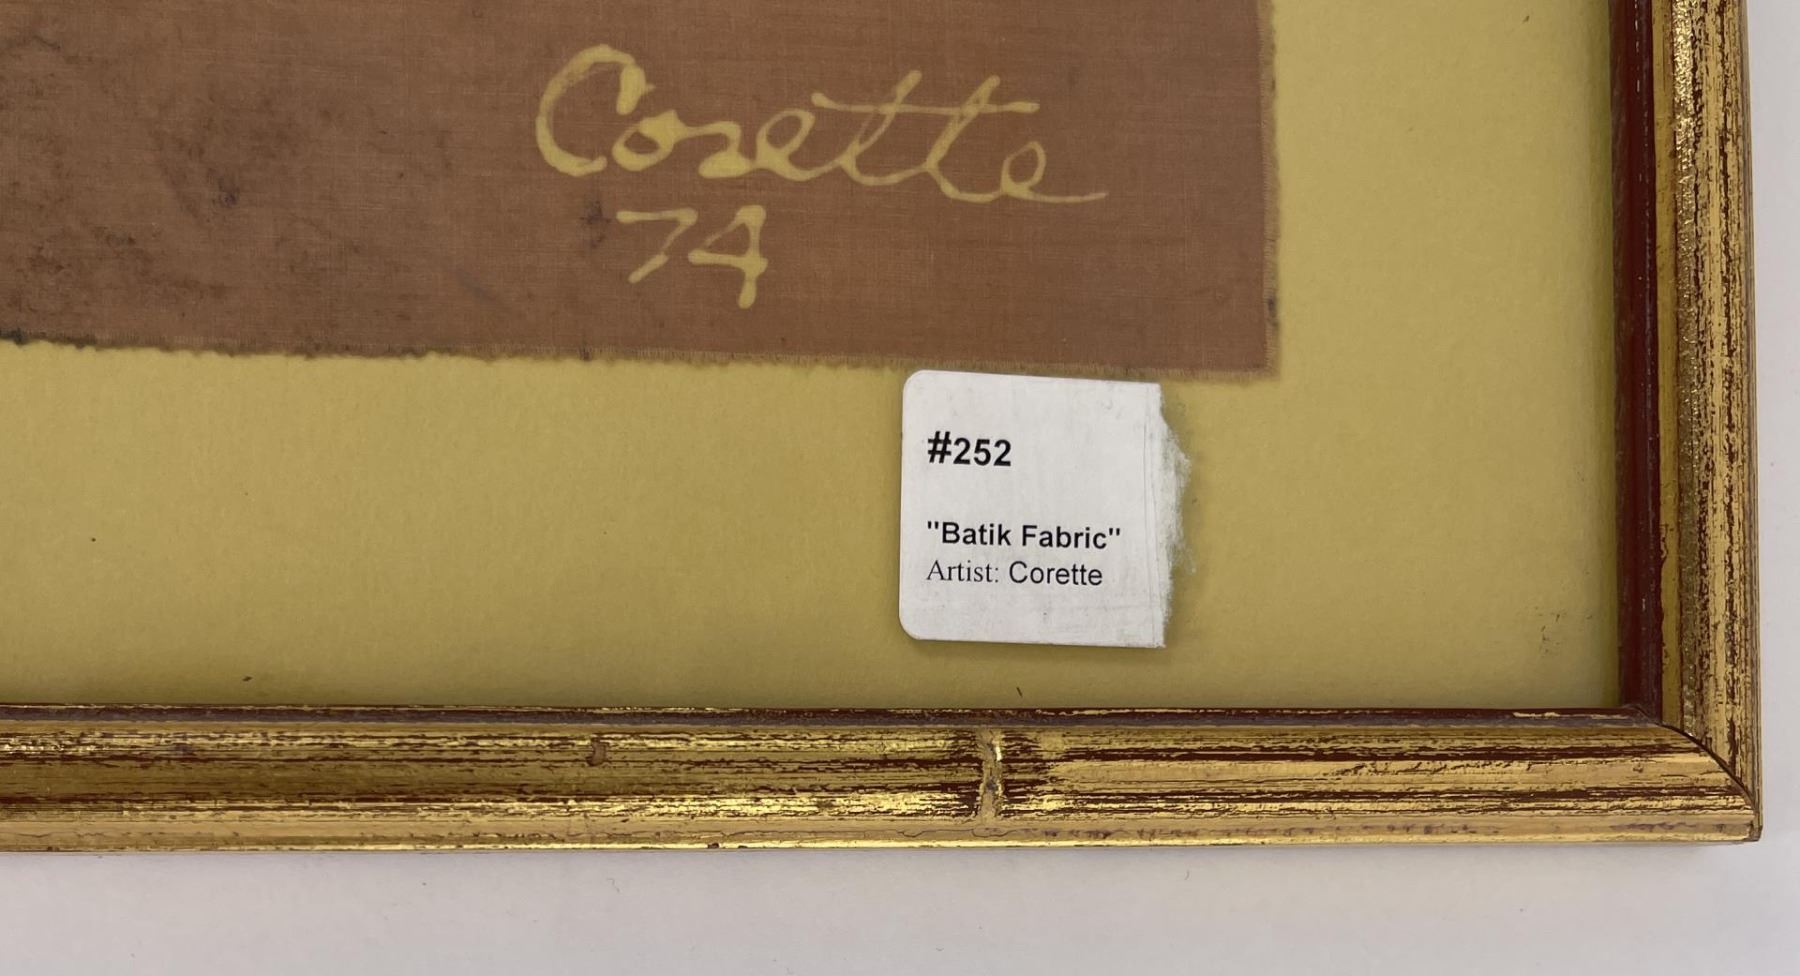 Corette
74
#252
"Batik Fabric"
Artist: Corette